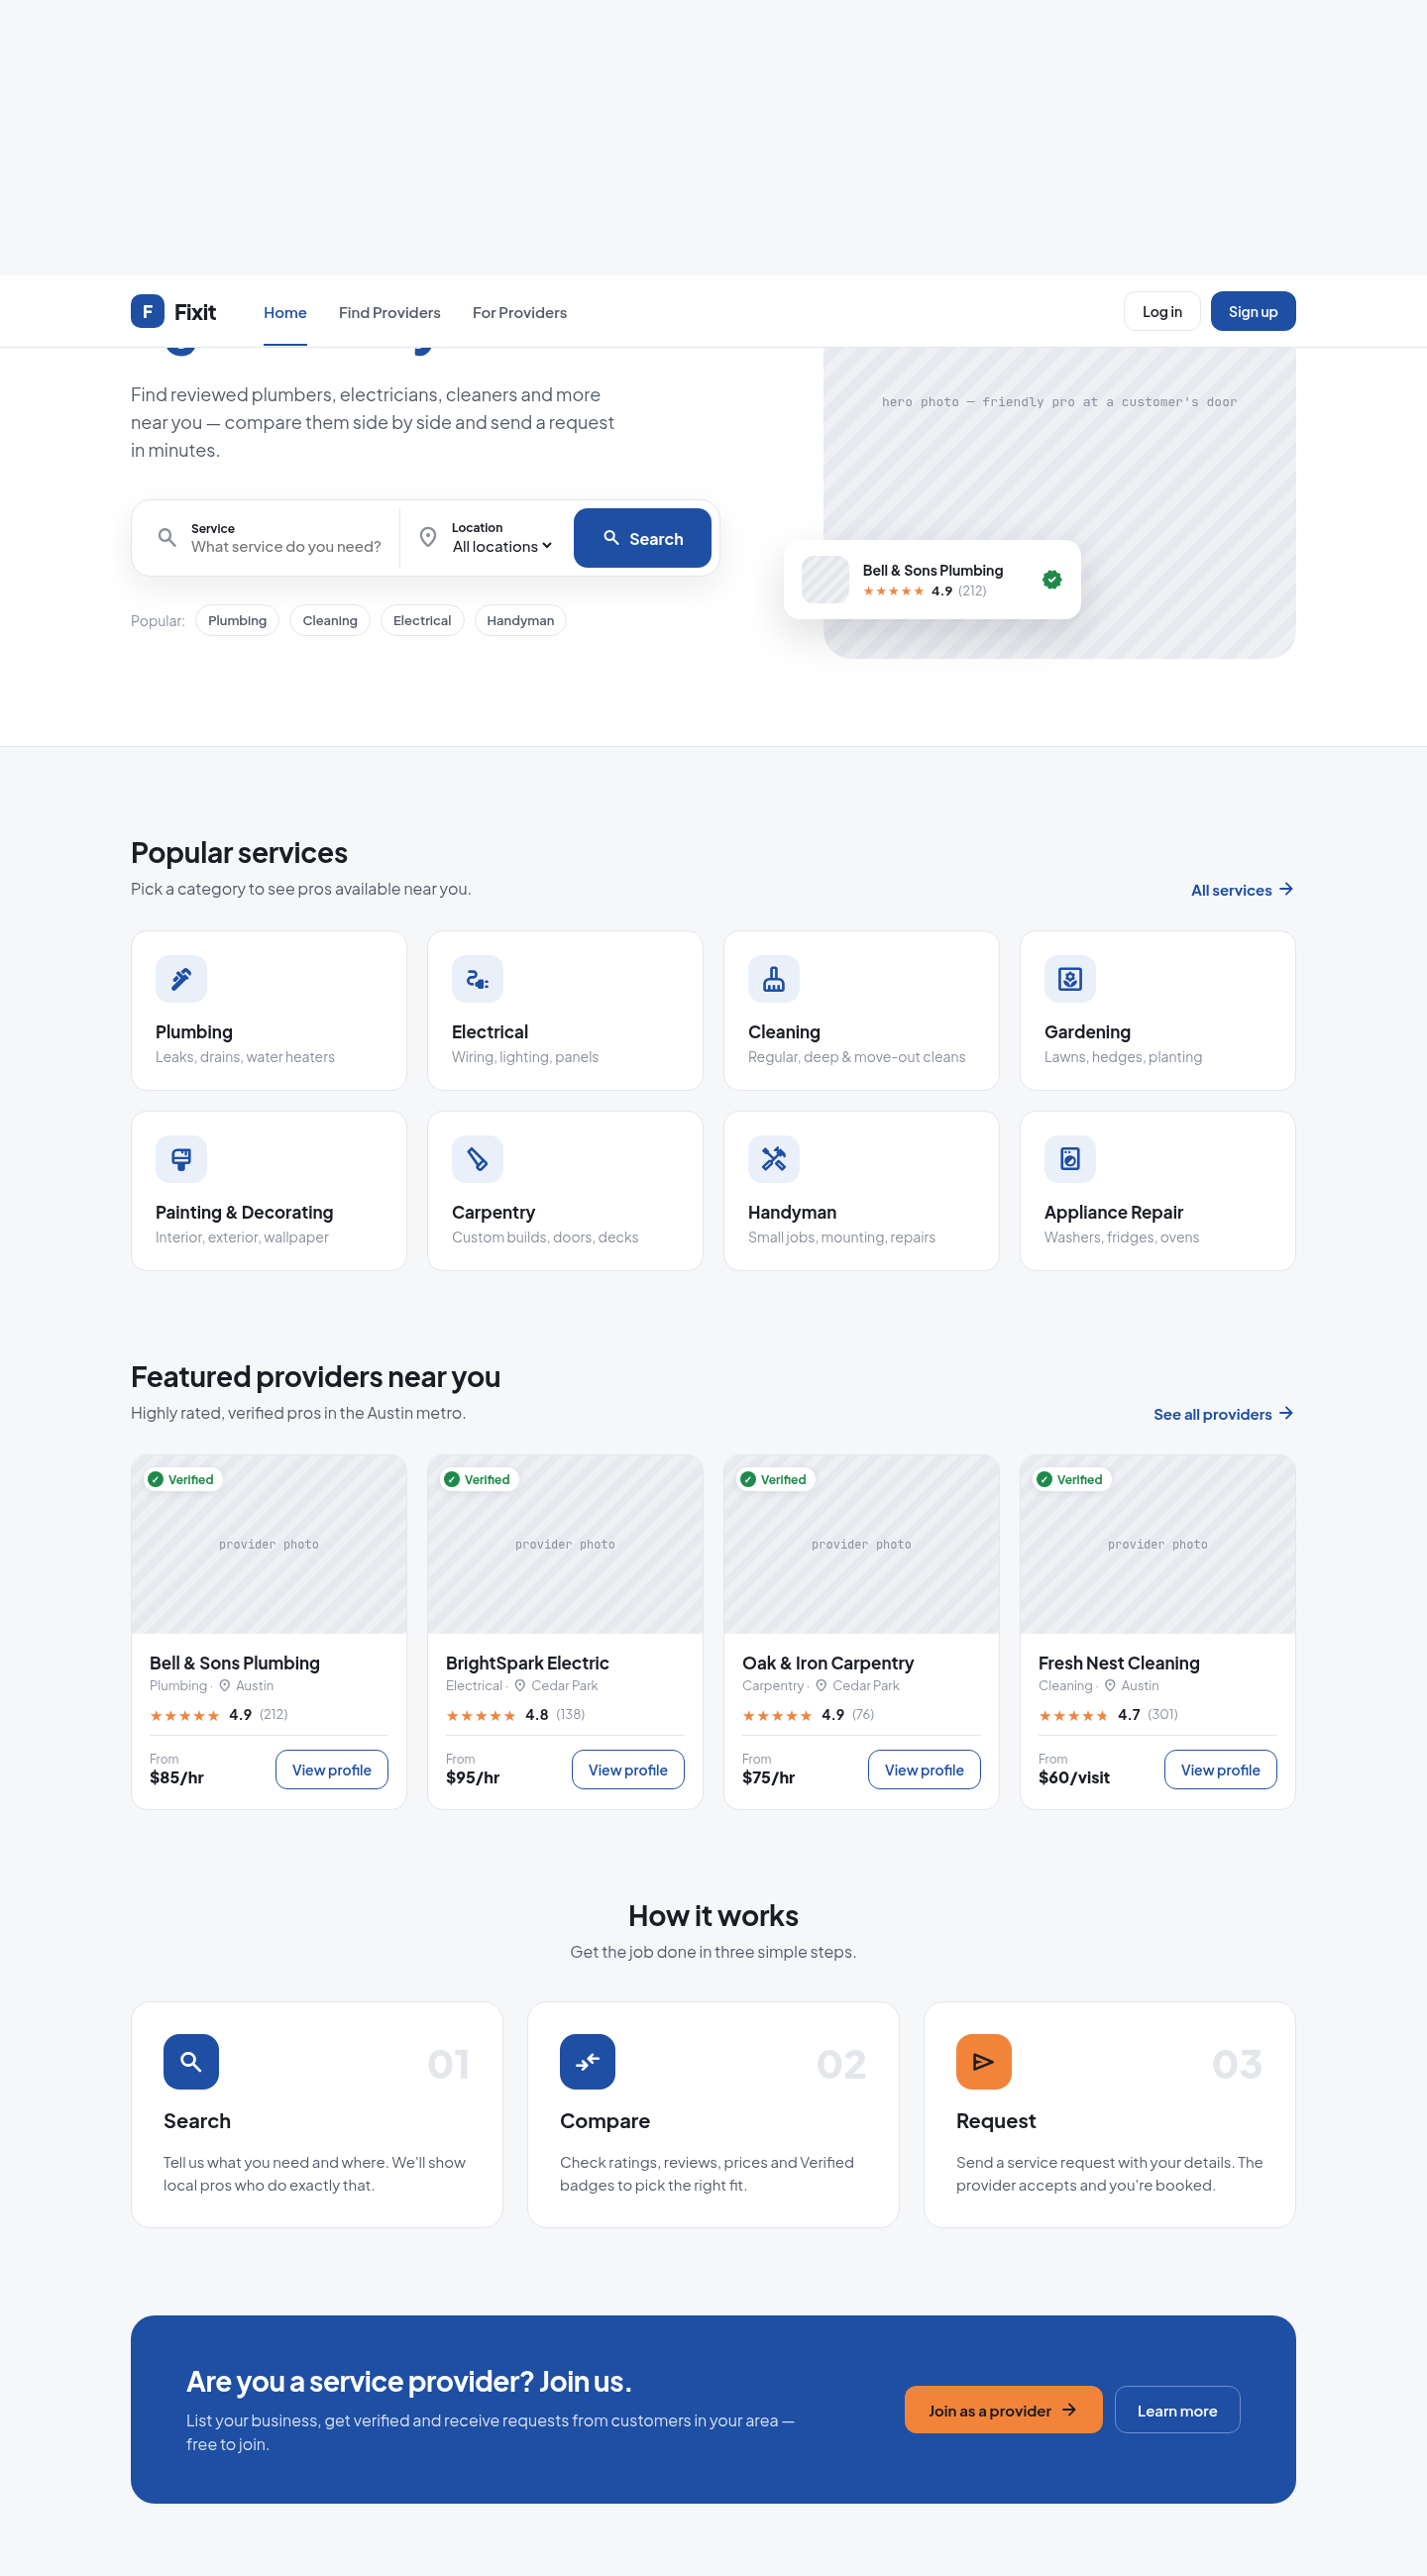 F Fixit Home Find Providers For Providers Log in Sign up
Find reviewed plumbers, electricians, cleaners and more
near you — compare them side by side and send a request
in minutes.
hero photo — friendly pro at a customer's door
Service
What service do you need?
Location
All locations
Search
Bell & Sons Plumbing
★★★★★ 4.9 (212)
Popular: Plumbing Cleaning Electrical Handyman
Popular services
Pick a category to see pros available near you.
All services →
Plumbing
Leaks, drains, water heaters
Electrical
Wiring, lighting, panels
Cleaning
Regular, deep & move-out cleans
Gardening
Lawns, hedges, planting
Painting & Decorating
Interior, exterior, wallpaper
Carpentry
Custom builds, doors, decks
Handyman
Small jobs, mounting, repairs
Appliance Repair
Washers, fridges, ovens
Featured providers near you
Highly rated, verified pros in the Austin metro.
See all providers →
✓ Verified
provider photo
Bell & Sons Plumbing
Plumbing · Austin
★★★★★ 4.9 (212)
From
$85/hr
View profile
✓ Verified
provider photo
BrightSpark Electric
Electrical · Cedar Park
★★★★★ 4.8 (138)
From
$95/hr
View profile
✓ Verified
provider photo
Oak & Iron Carpentry
Carpentry · Cedar Park
★★★★★ 4.9 (76)
From
$75/hr
View profile
✓ Verified
provider photo
Fresh Nest Cleaning
Cleaning · Austin
★★★★★ 4.7 (301)
From
$60/visit
View profile
How it works
Get the job done in three simple steps.
01
Search
Tell us what you need and where. We'll show
local pros who do exactly that.
02
Compare
Check ratings, reviews, prices and Verified
badges to pick the right fit.
03
Request
Send a service request with your details. The
provider accepts and you're booked.
Are you a service provider? Join us.
List your business, get verified and receive requests from customers in your area —
free to join.
Join as a provider →
Learn more